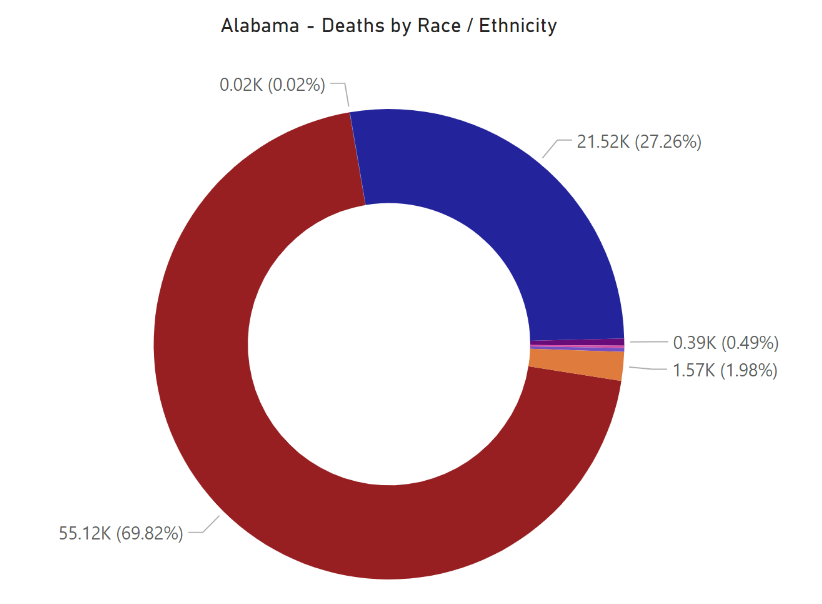 Alabama - Deaths by Race / Ethnicity
0.02K (0.02%)
21.52K (27.26%)
0.39K (0.49%)
1.57K (1.98%)
55.12K (69.82%)